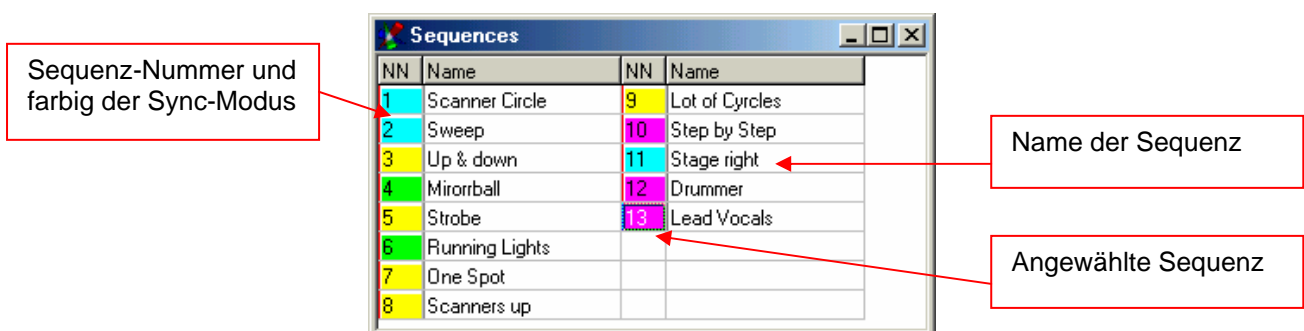 Sequences
Sequenz-Nummer und
farbig der Sync-Modus
NN Name NN Name
1 Scanner Circle 9 Lot of Cyrcles
2 Sweep 10 Step by Step
3 Up & down 11 Stage right
4 Mirorrball 12 Drummer
5 Strobe 13 Lead Vocals
6 Running Lights
7 One Spot
8 Scanners up
Name der Sequenz
Angewählte Sequenz